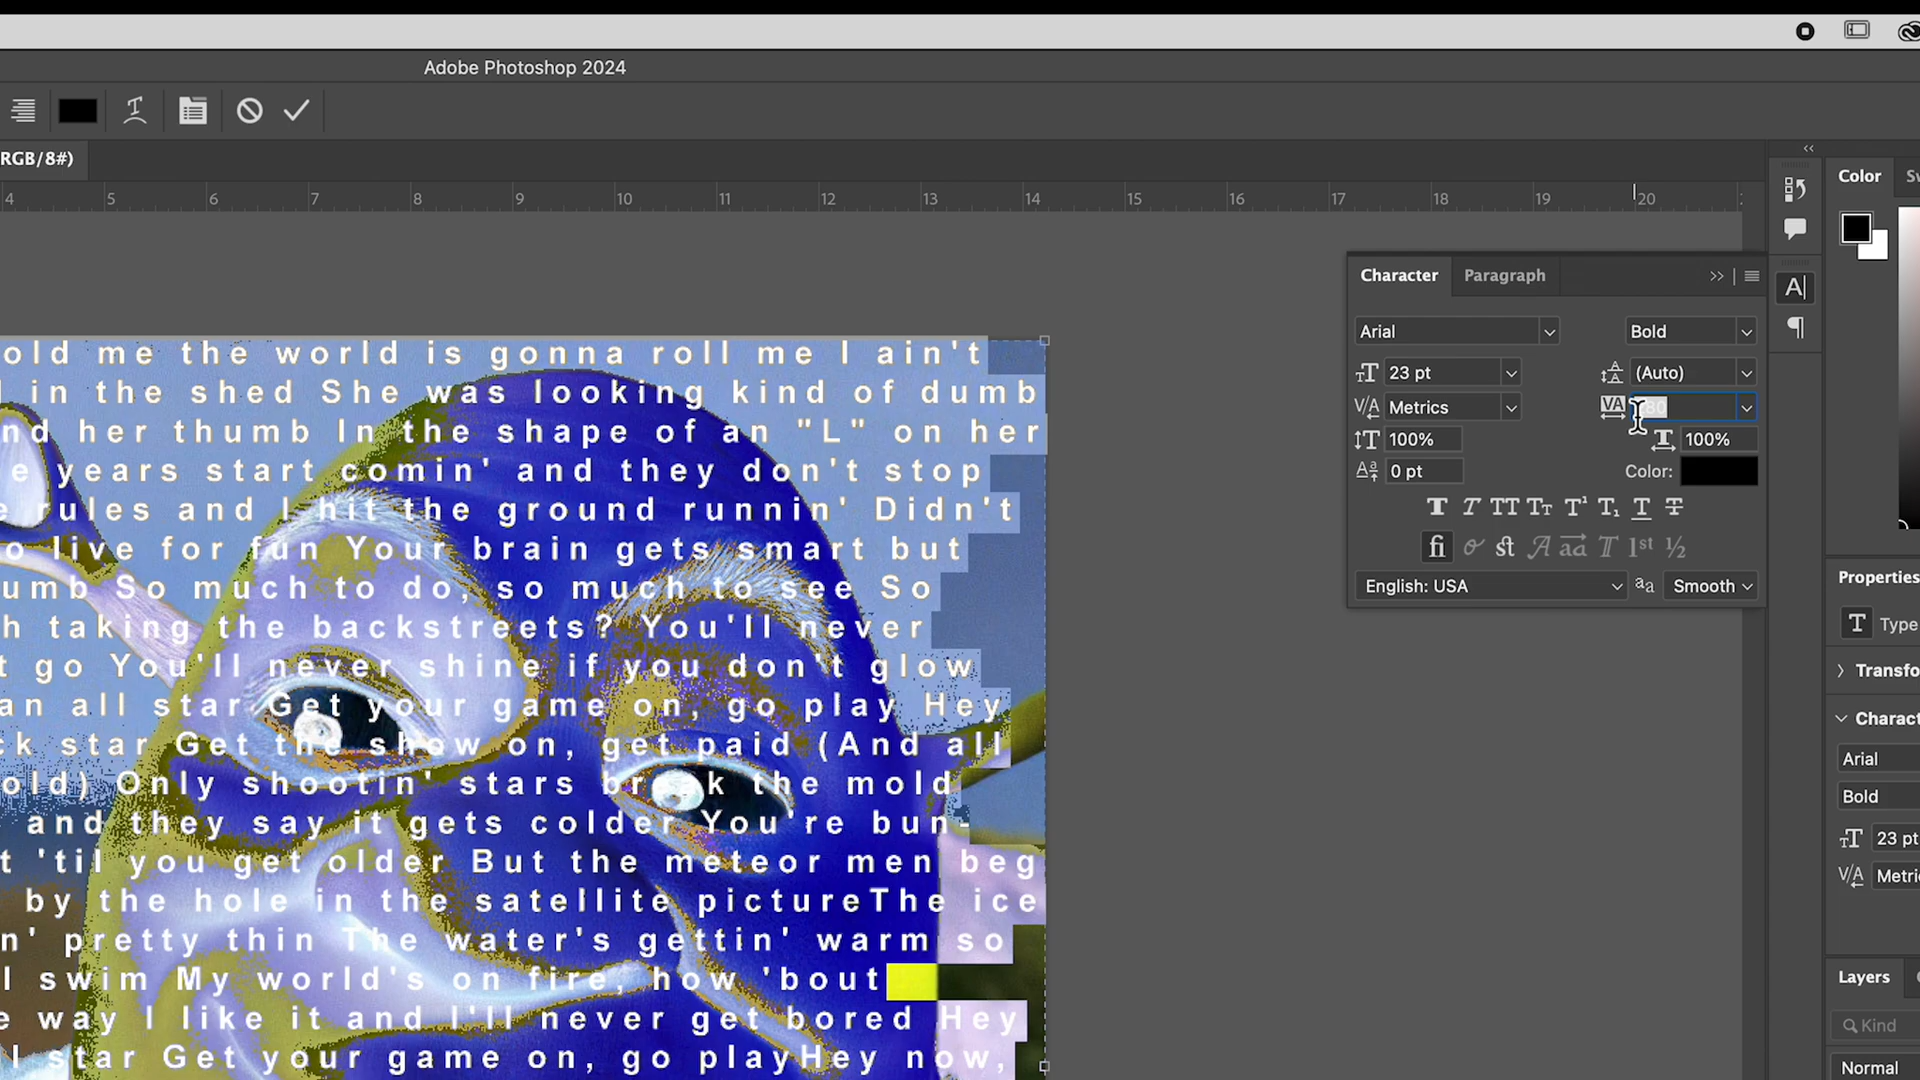 Adobe Photoshop 2024
RGB/8#)
4 5 6 7 8 9 10 11 12 13 14 15 16 17 18 19 20
Color
Character Paragraph
Arial Bold
23 pt (Auto)
Metrics
100% 100%
0 pt Color:
English: USA Smooth
old me the world is gonna roll me I ain't
in the shed She was looking kind of dumb
nd her thumb In the shape of an "L" on her
e years start comin' and they don't stop
e rules and I hit the ground runnin' Didn't
o live for fun Your brain gets smart but
umb So much to do, so much to see So
h taking the backstreets? You'll never
t go You'll never shine if you don't glow
an all star Get your game on, go play Hey
ck star Get the show on, get paid (And all
old) Only shootin' stars break the mold
and they say it gets colder You're bun-
t 'til you get older But the meteor men beg
by the hole in the satellite pictureThe ice
n' pretty thin The water's gettin' warm so
I swim My world's on fire, how 'bout
e way I like it and I'll never get bored Hey
l star Get your game on, go playHey now,
Properties
Type
Transfo
Charact
Arial
Bold
23 pt
Metric
Layers
Kind
Normal